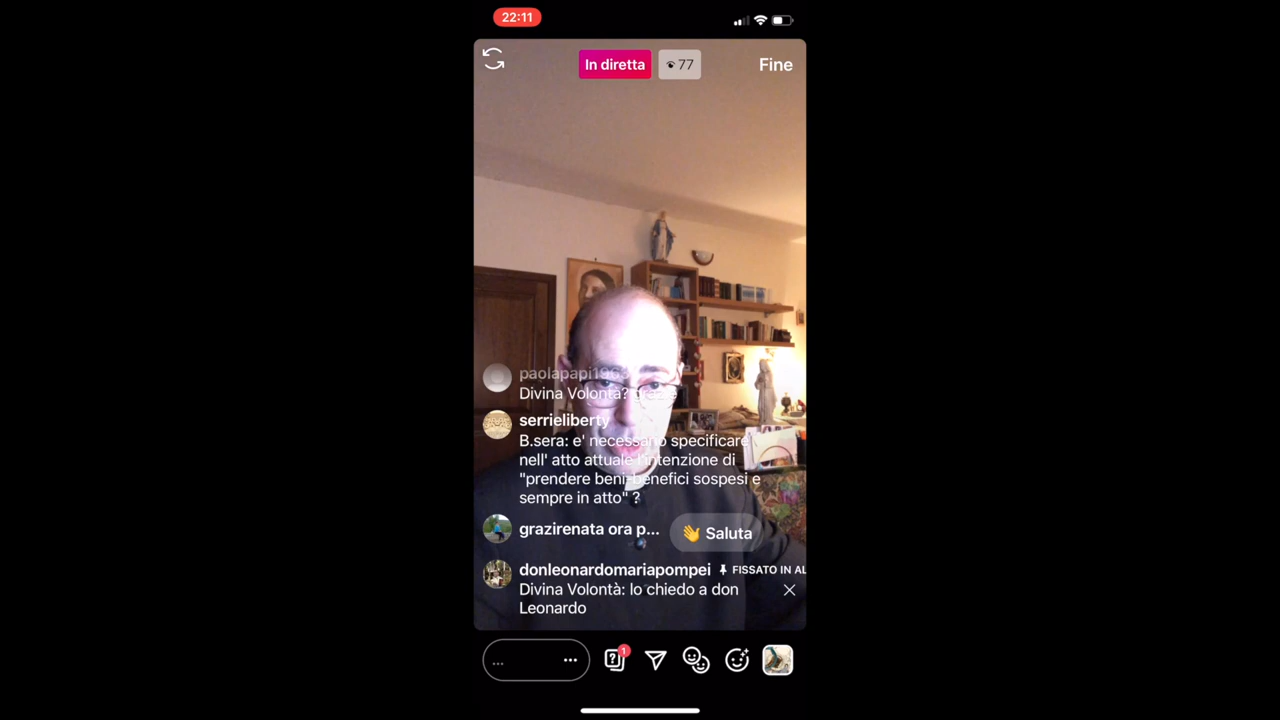 22:11
In diretta
77
Fine
paolapapi1963
Divina Volontà? grazie
serrieliberty
B.sera: e' necessario specificare
nell' atto attuale l'intenzione di
"prendere beni-benefici sospesi e
sempre in atto" ?
grazirenata ora p...
👋 Saluta
donleonardomariapompei
FISSATO IN AL
Divina Volontà: lo chiedo a don
Leonardo
...
1